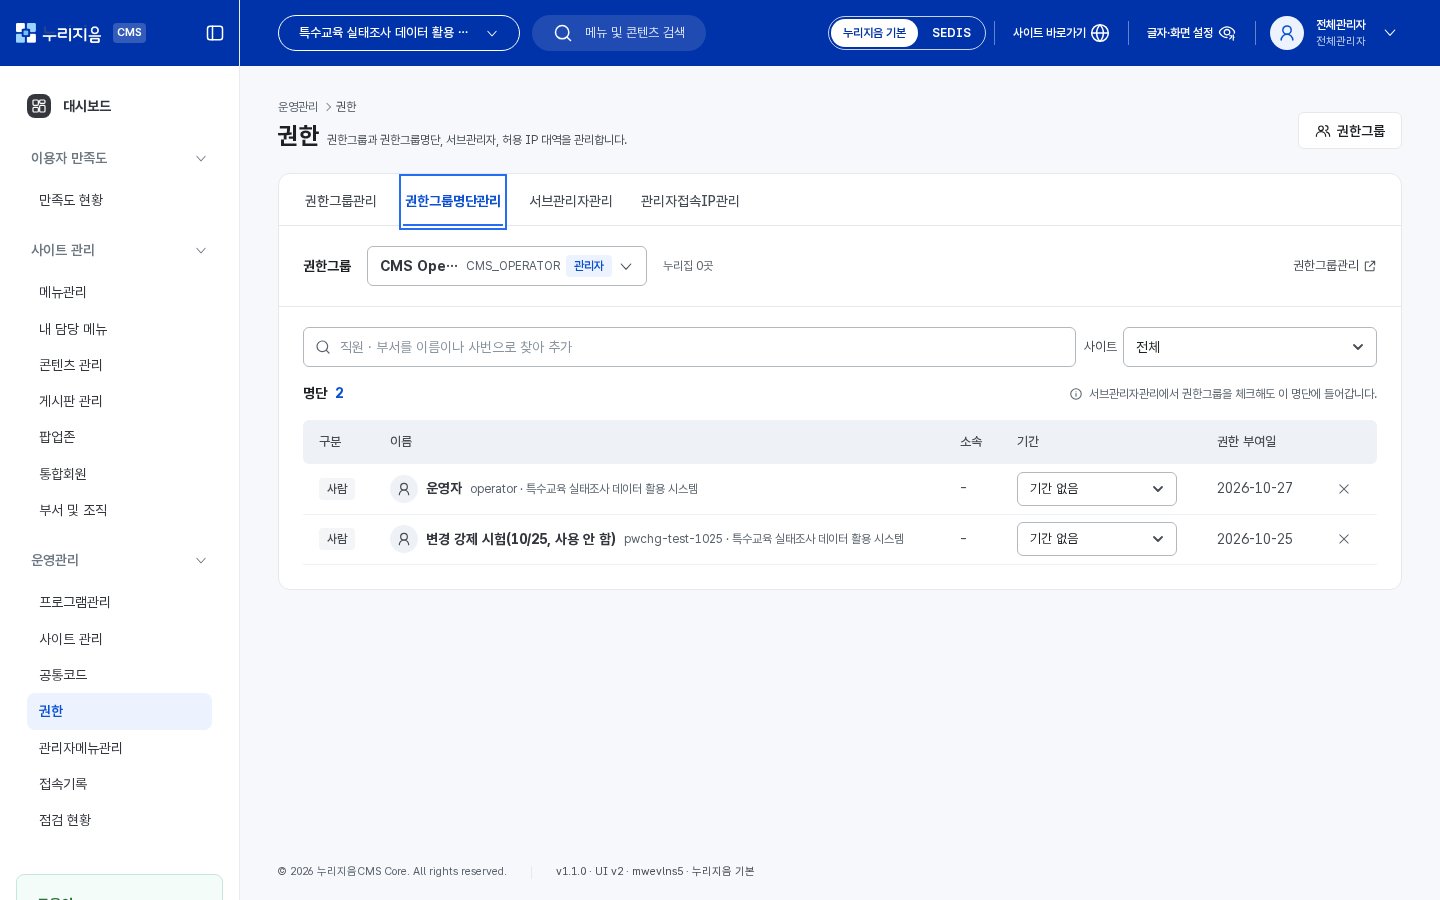 누리지음 CMS
특수교육 실태조사 데이터 활용 ···
메뉴 및 콘텐츠 검색
누리지음 기본 SEDIS
사이트 바로가기
글자·화면 설정
전체관리자
전체관리자
대시보드
이용자 만족도
만족도 현황
사이트 관리
메뉴관리
내 담당 메뉴
콘텐츠 관리
게시판 관리
팝업존
통합회원
부서 및 조직
운영관리
프로그램관리
사이트 관리
공통코드
권한
관리자메뉴관리
접속기록
점검 현황
운영관리 > 권한
권한 권한그룹과 권한그룹명단, 서브관리자, 허용 IP 대역을 관리합니다.
권한그룹
권한그룹관리 권한그룹명단관리 서브관리자관리 관리자접속IP관리
권한그룹 CMS Ope··· CMS_OPERATOR 관리자 누리집 0곳 권한그룹관리
직원 · 부서를 이름이나 사번으로 찾아 추가 사이트 전체
명단 2 서브관리자관리에서 권한그룹을 체크해도 이 명단에 들어갑니다.
구분 이름 소속 기간 권한 부여일
사람 운영자 operator · 특수교육 실태조사 데이터 활용 시스템 - 기간 없음 2026-10-27
사람 변경 강제 시험(10/25, 사용 안 함) pwchg-test-1025 · 특수교육 실태조사 데이터 활용 시스템 - 기간 없음 2026-10-25
© 2026 누리지음CMS Core. All rights reserved. v1.1.0 · UI v2 · mwevlns5 · 누리지음 기본